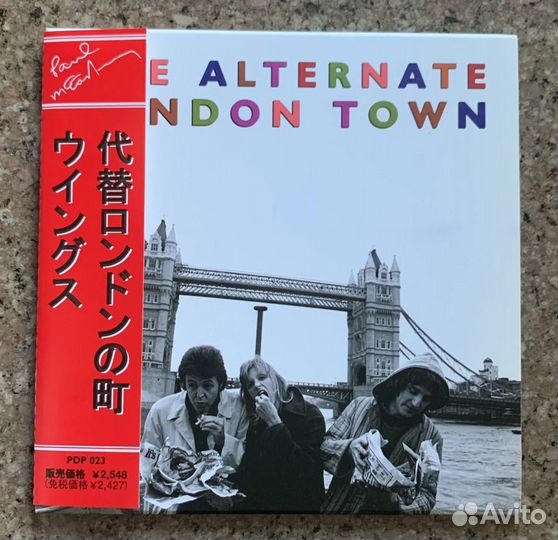 Paul McCartney
E ALTERNATE
NDON TOWN
代替ロンドンの町
ウイングス
PDP 023
販売価格 ¥2,548
(免税価格¥2,427)
Avito